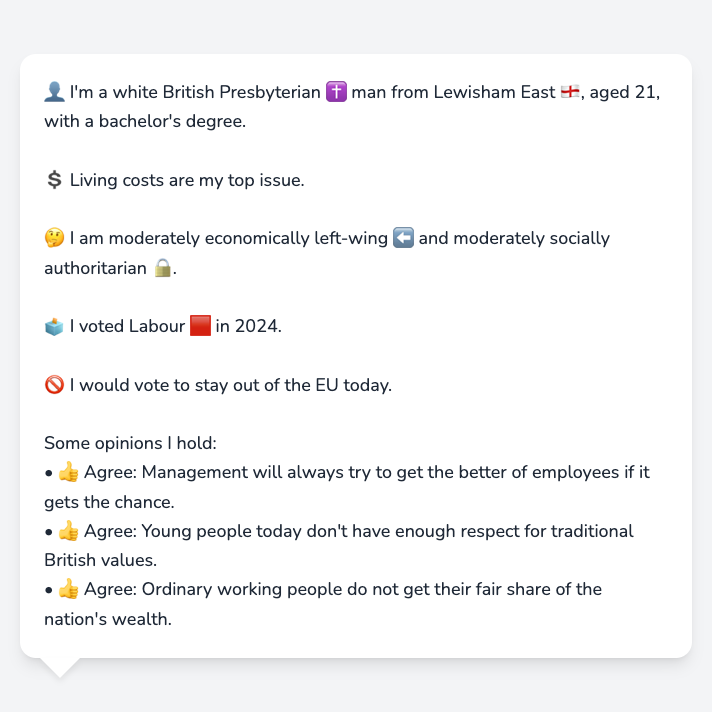 👤 I'm a white British Presbyterian ✝️ man from Lewisham East 🏴󠁧󠁢󠁥󠁮󠁧󠁿, aged 21,
with a bachelor's degree.
💲 Living costs are my top issue.
🤔 I am moderately economically left-wing ⬅️ and moderately socially
authoritarian 🔒.
🗳️ I voted Labour 🟥 in 2024.
🚫 I would vote to stay out of the EU today.
Some opinions I hold:
• 👍 Agree: Management will always try to get the better of employees if it
gets the chance.
• 👍 Agree: Young people today don't have enough respect for traditional
British values.
• 👍 Agree: Ordinary working people do not get their fair share of the
nation's wealth.